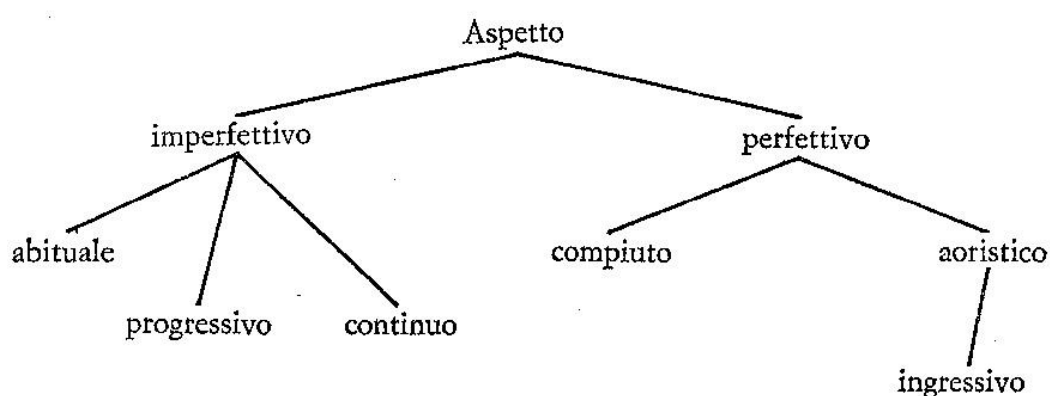 Aspetto
imperfettivo perfettivo
abituale compiuto aoristico
progressivo continuo
ingressivo